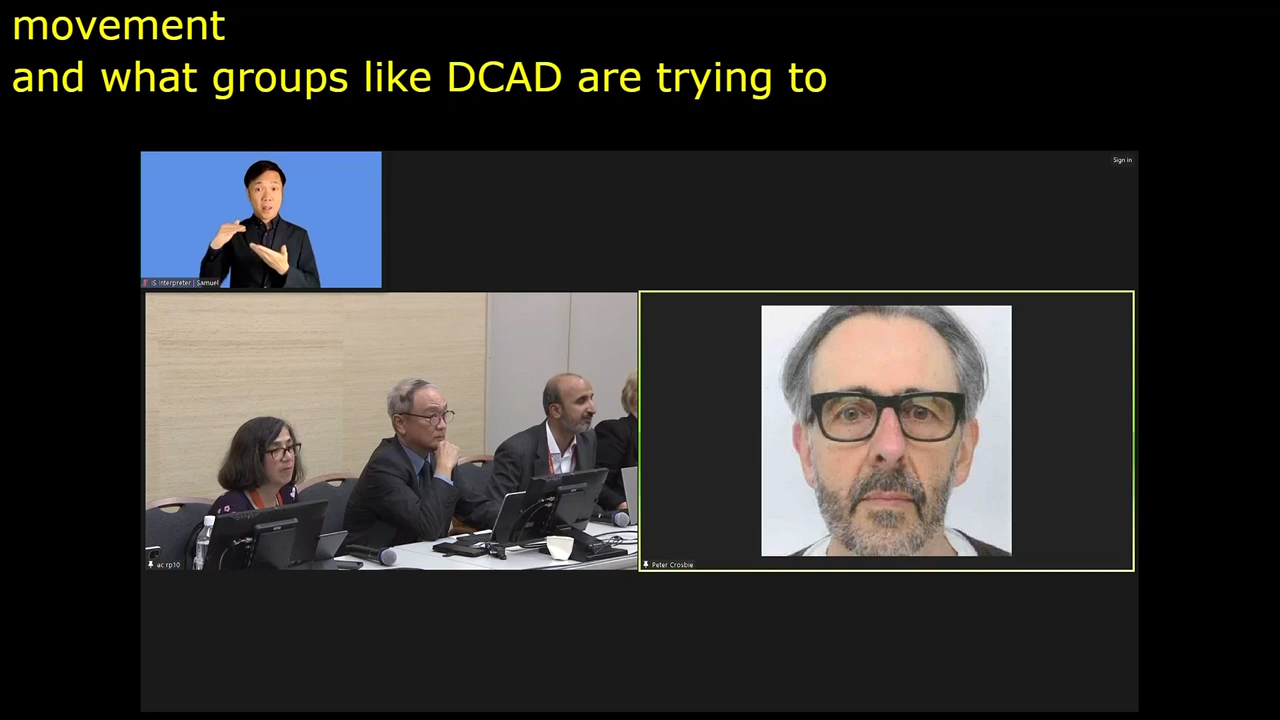 movement
and what groups like DCAD are trying to
Sign in
IS Interpreter | Samuel
ac rp10
Peter Crosbie